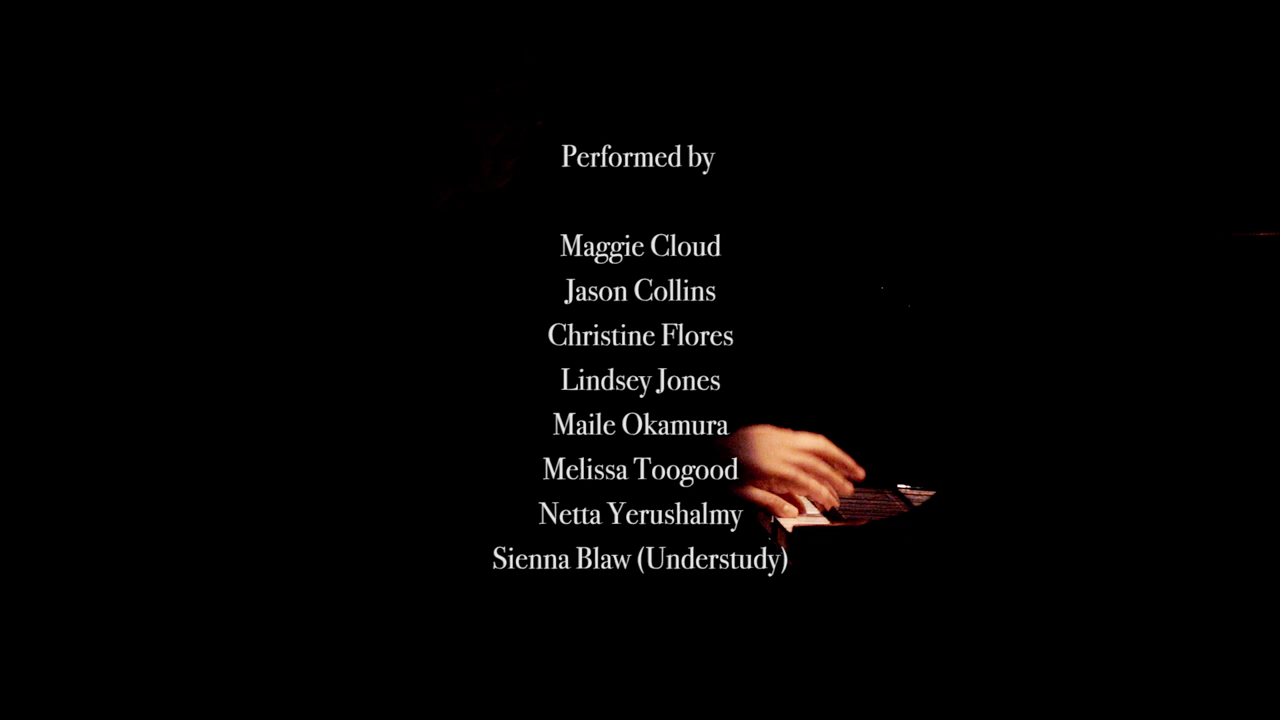 Performed by
Maggie Cloud
Jason Collins
Christine Flores
Lindsey Jones
Maile Okamura
Melissa Toogood
Netta Yerushalmy
Sienna Blaw (Understudy)